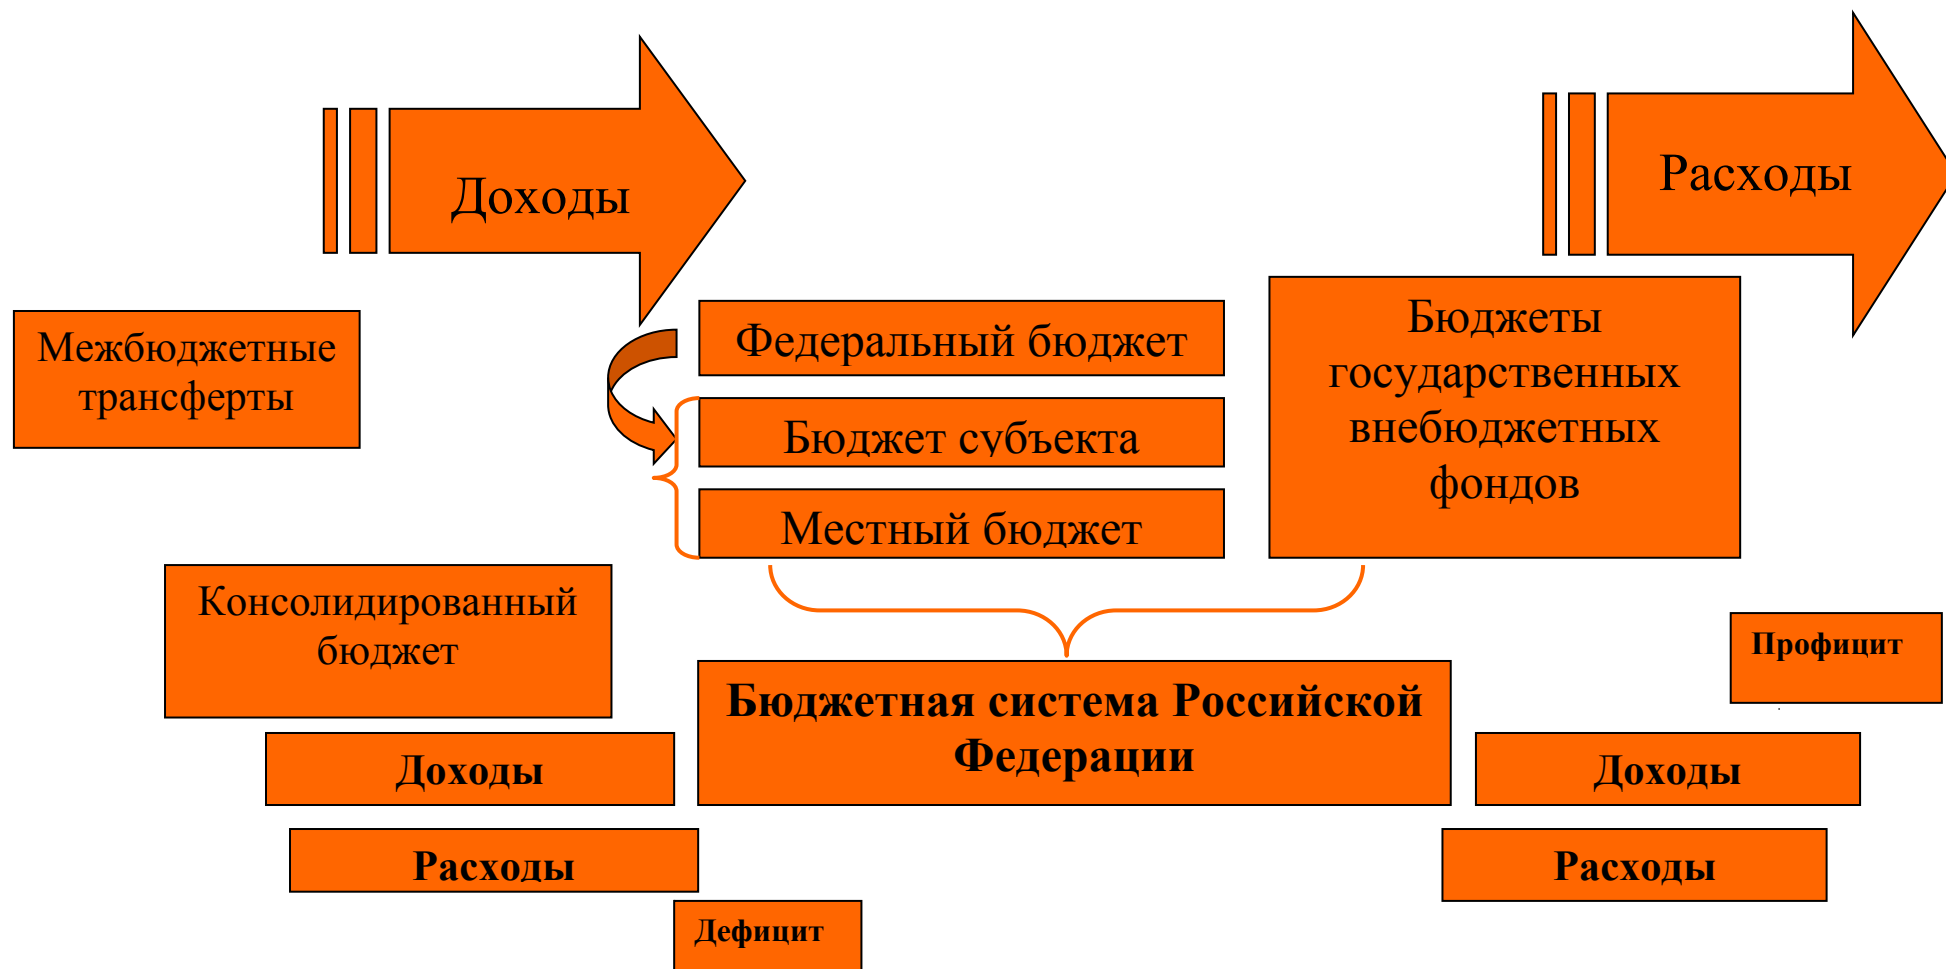 Доходы
Расходы
Межбюджетные
трансферты
Федеральный бюджет
Бюджет субъекта
Местный бюджет
Бюджеты
государственных
внебюджетных
фондов
Консолидированный
бюджет
Профицит
Бюджетная система Российской
Федерации
Доходы
Доходы
Расходы
Расходы
Дефицит